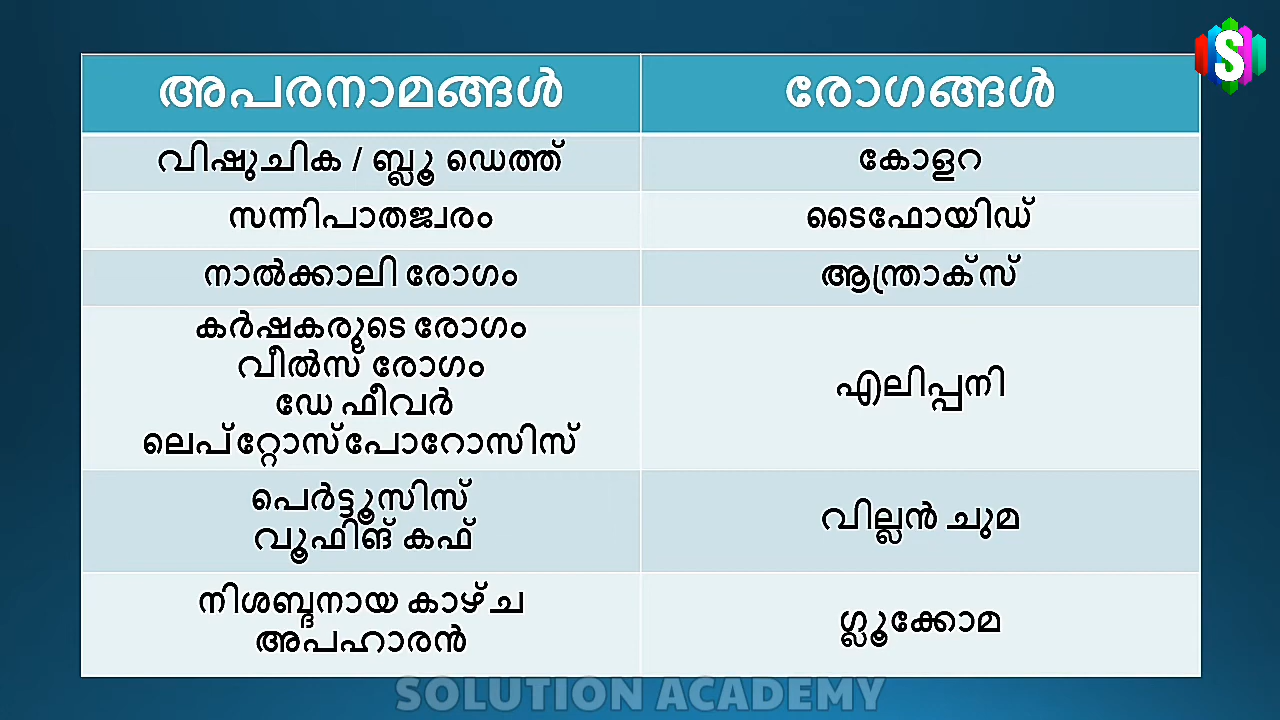 S
അപരനാമങ്ങൾ
രോഗങ്ങൾ
വിഷൂചിക / ബ്ലൂ ഡെത്ത്
കോളറ
സന്നിപാതജ്വരം
ടൈഫോയിഡ്
നാൽക്കാലി രോഗം
ആന്ത്രാക്സ്
കർഷകരുടെ രോഗം
വീൽസ് രോഗം
ഡേ ഫീവർ
ലെപ്റ്റോസ്പോറോസിസ്
എലിപ്പനി
പെർട്ടൂസിസ്
വൂഫിങ് കഫ്
വില്ലൻ ചുമ
നിശബ്ദനായ കാഴ്ച
അപഹാരൻ
ഗ്ലൂക്കോമ
SOLUTION ACADEMY